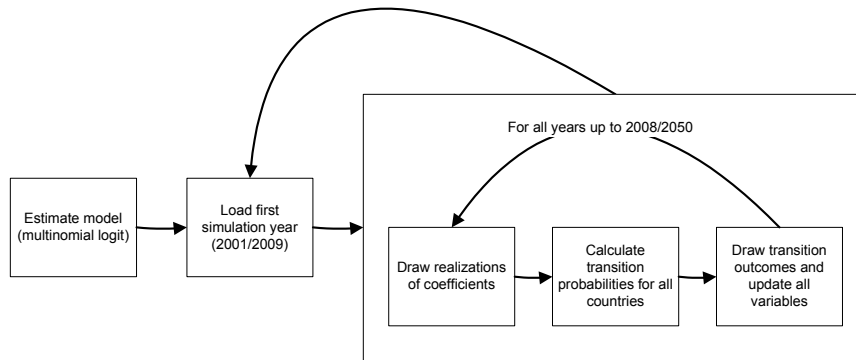 For all years up to 2008/2050
Estimate model
(multinomial logit)
Load first
simulation year
(2001/2009)
Draw realizations
of coefficients
Calculate
transition
probabilities for all
countries
Draw transition
outcomes and
update all
variables